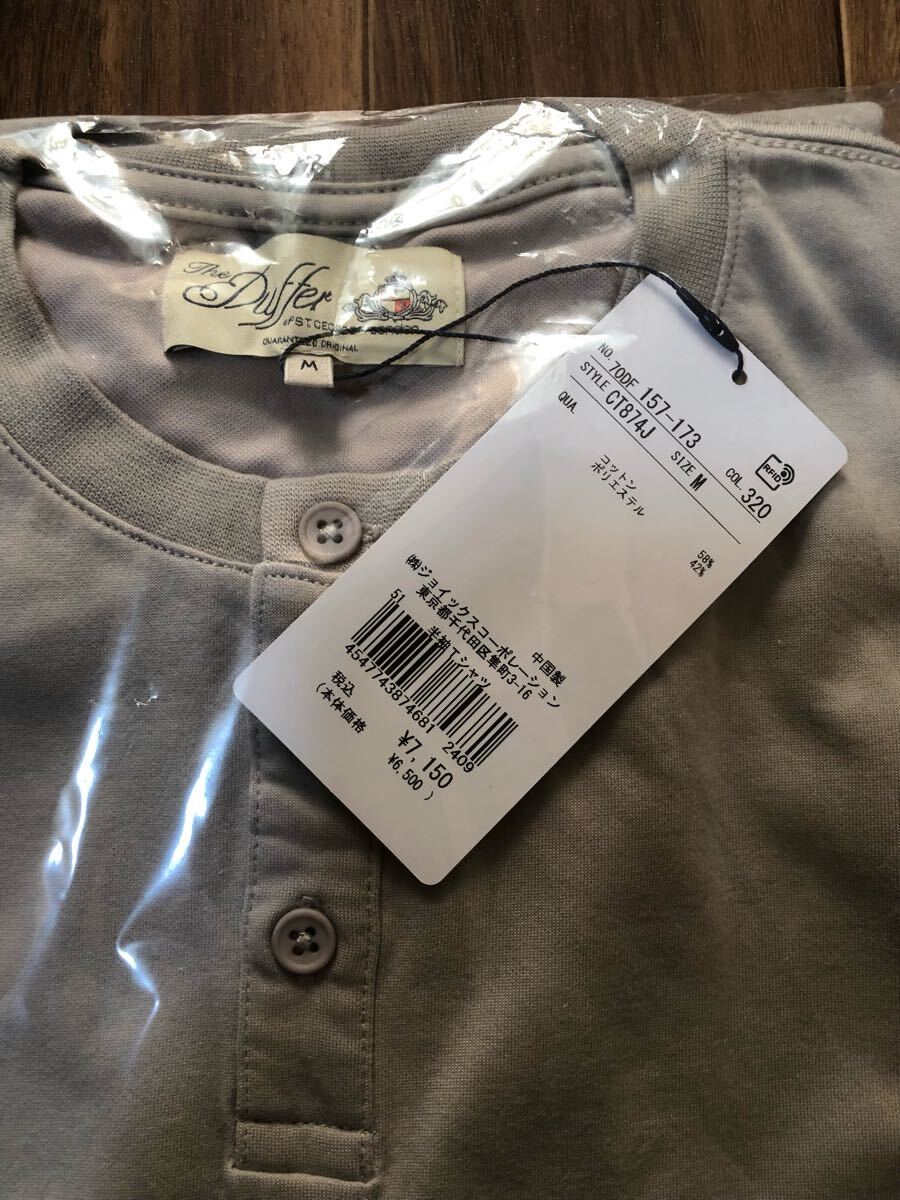 The
Duffer
OF ST. GEORGE London
GUARANTEED ORIGINAL
M
NO. 70DF 157-173
STYLE CT874J SIZE M COL. 320
RFID
QUA.
コットン 58%
ポリエステル 42%
中国製
㈱ジョイックスコーポレーション
東京都千代田区隼町3-16
51 半袖Tシャツ
4547743874681 2409
税込 ¥7,150
(本体価格 ¥6,500 )